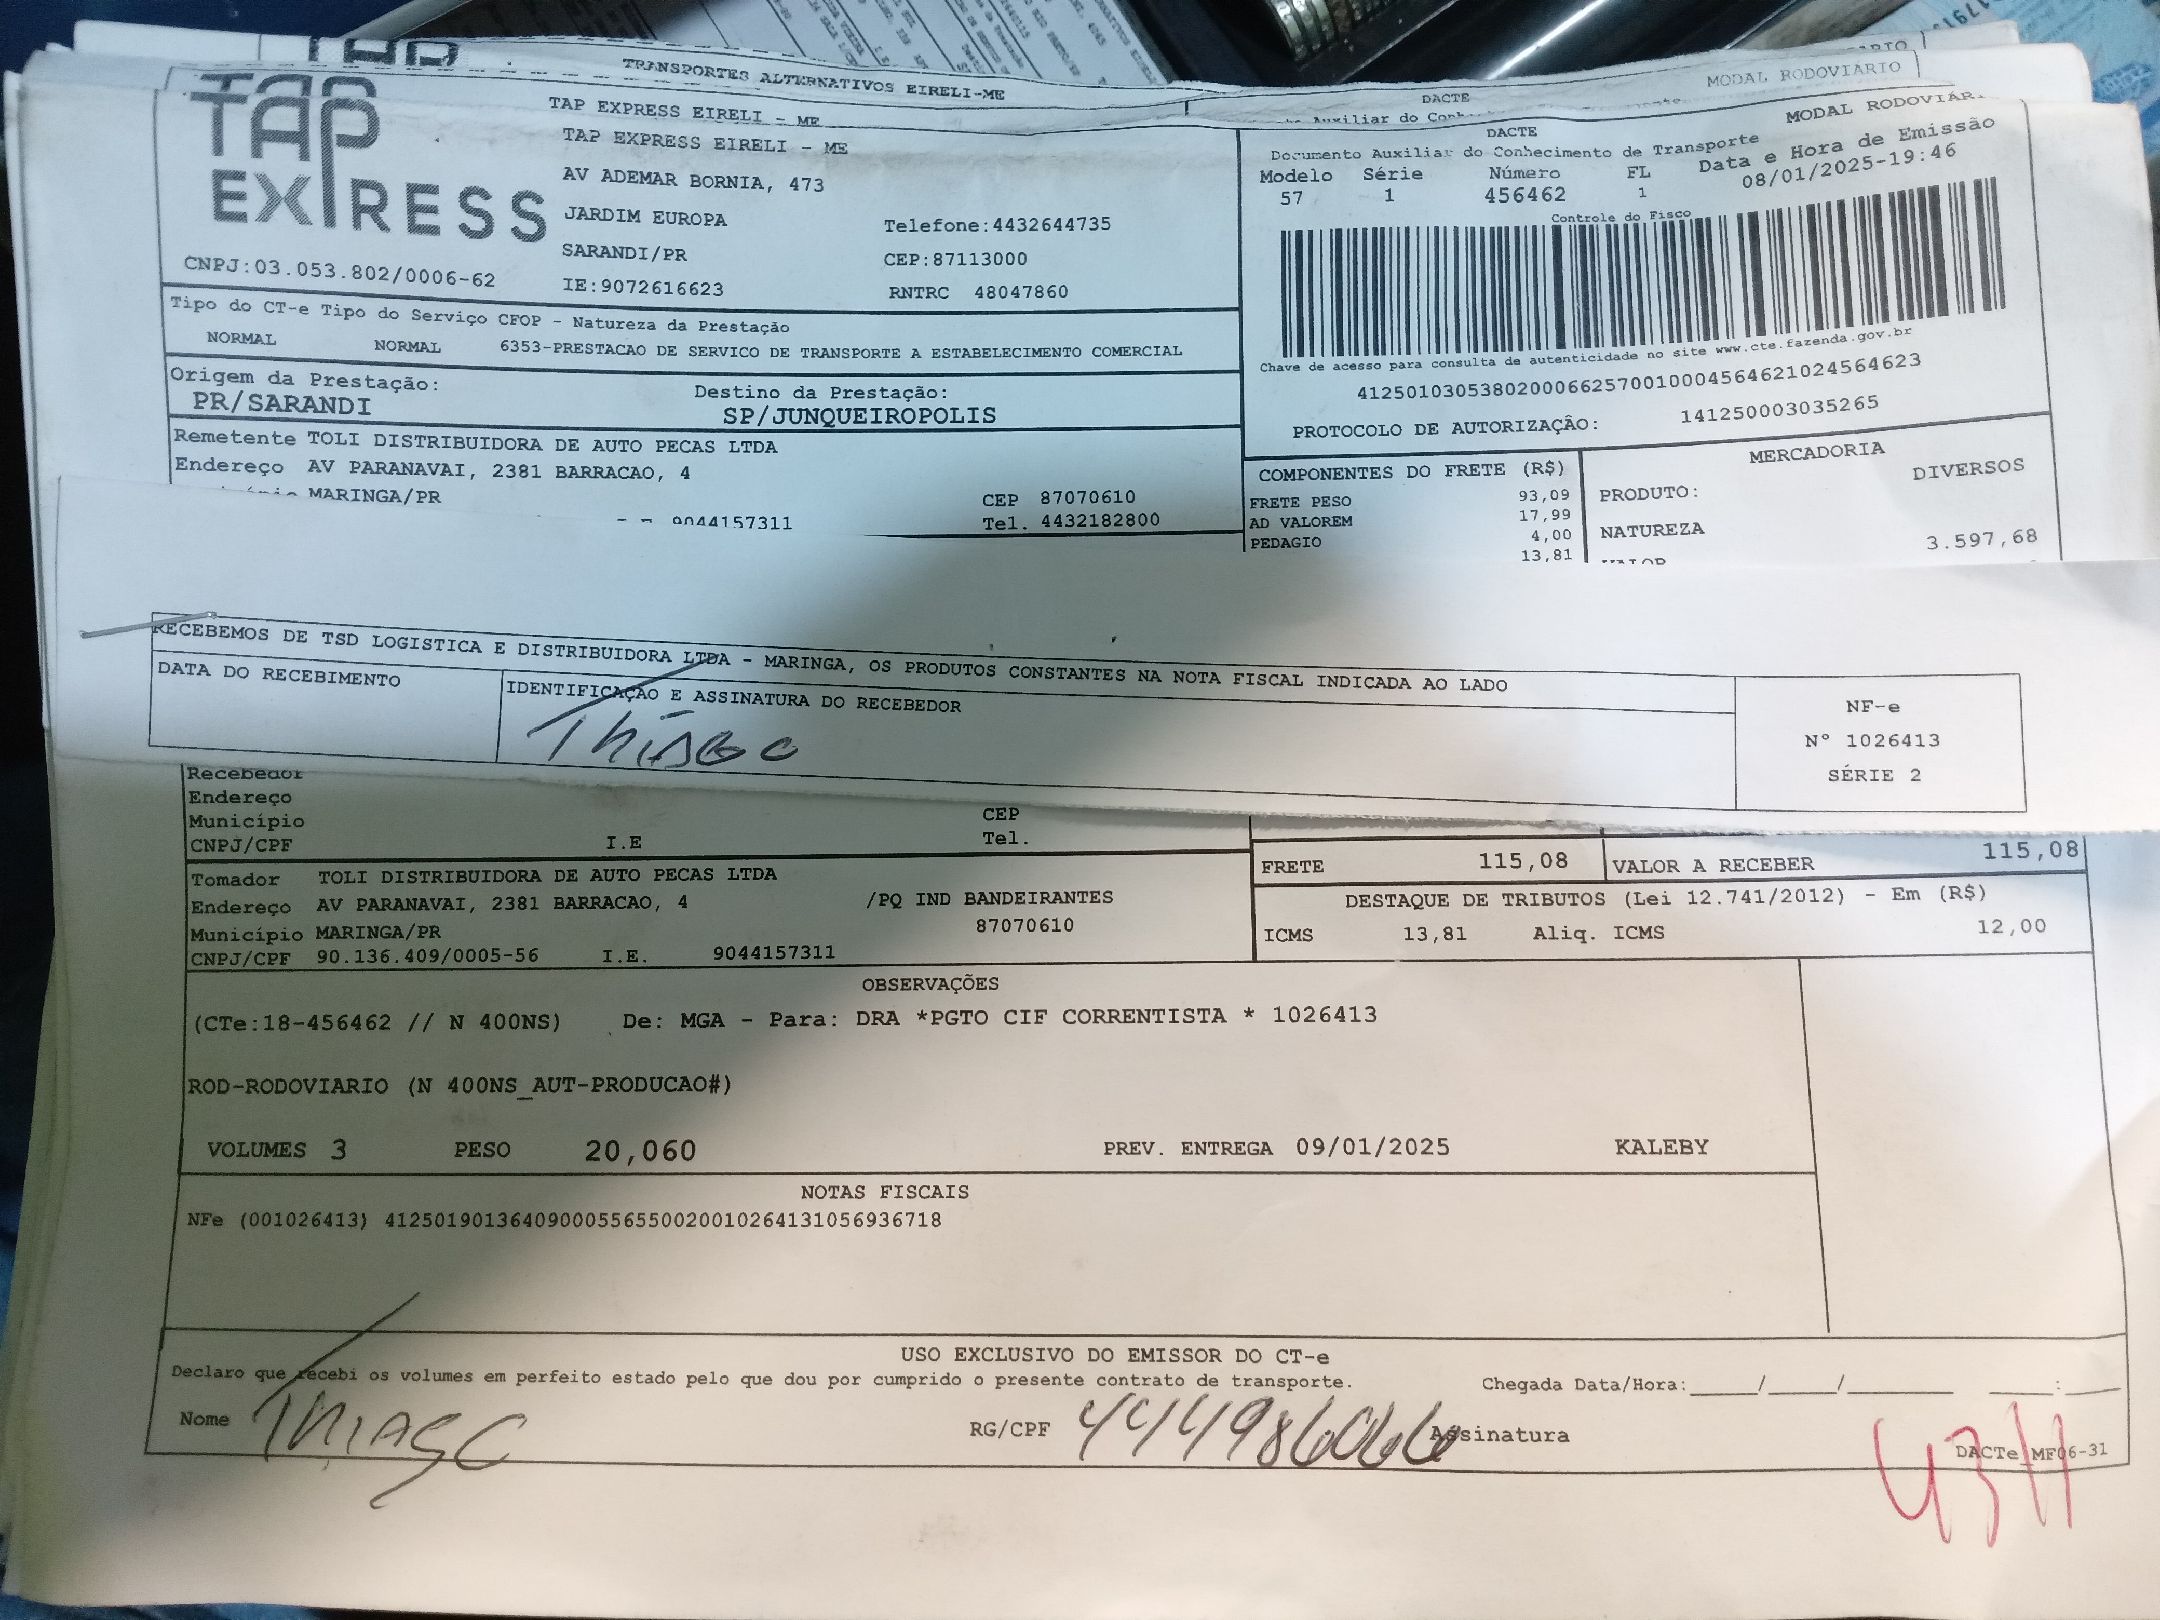 TRANSPORTES ALTERNATIVOS EIRELI-ME
DACTE
MODAL RODOVIÁRIO
TAP EXPRESS
TAP EXPRESS EIRELI - ME
TAP EXPRESS EIRELI - ME
AV ADEMAR BORNIA, 473
JARDIM EUROPA
Telefone:4432644735
SARANDI/PR
CEP:87113000
CNPJ:03.053.802/0006-62
IE:9072616623
RNTRC 48047860
DACTE
MODAL RODOVIÁR
Documento Auxiliar do Conhecimento de Transporte
Data e Hora de Emissão
Modelo Série Número FL
08/01/2025-19:46
57 1 456462 1
Controle do Fisco
Chave de acesso para consulta de autenticidade no site www.cte.fazenda.gov.br
41250103053802000662570010004564621024564623
PROTOCOLO DE AUTORIZAÇÃO: 141250003035265
Tipo do CT-e Tipo do Serviço CFOP - Natureza da Prestação
NORMAL NORMAL 6353-PRESTACAO DE SERVICO DE TRANSPORTE A ESTABELECIMENTO COMERCIAL
Origem da Prestação: Destino da Prestação:
PR/SARANDI SP/JUNQUEIROPOLIS
Remetente TOLI DISTRIBUIDORA DE AUTO PECAS LTDA
Endereço AV PARANAVAI, 2381 BARRACAO, 4
MARINGA/PR CEP 87070610
9044157311 Tel. 4432182800
COMPONENTES DO FRETE (R$)
FRETE PESO 93,09
AD VALOREM 17,99
PEDAGIO 4,00
13,81
MERCADORIA
PRODUTO: DIVERSOS
NATUREZA
3.597,68
RECEBEMOS DE TSD LOGISTICA E DISTRIBUIDORA LTDA - MARINGA, OS PRODUTOS CONSTANTES NA NOTA FISCAL INDICADA AO LADO
DATA DO RECEBIMENTO
IDENTIFICAÇÃO E ASSINATURA DO RECEBEDOR
Thiago
NF-e
Nº 1026413
SÉRIE 2
Recebedor
Endereço
Município CEP
CNPJ/CPF I.E Tel.
FRETE 115,08 VALOR A RECEBER 115,08
Tomador TOLI DISTRIBUIDORA DE AUTO PECAS LTDA
Endereço AV PARANAVAI, 2381 BARRACAO, 4 /PQ IND BANDEIRANTES
Município MARINGA/PR 87070610
CNPJ/CPF 90.136.409/0005-56 I.E. 9044157311
DESTAQUE DE TRIBUTOS (Lei 12.741/2012) - Em (R$)
ICMS 13,81 Aliq. ICMS 12,00
OBSERVAÇÕES
(CTe:18-456462 // N 400NS) De: MGA - Para: DRA *PGTO CIF CORRENTISTA * 1026413
ROD-RODOVIARIO (N 400NS_AUT-PRODUCAO#)
VOLUMES 3 PESO 20,060 PREV. ENTREGA 09/01/2025 KALEBY
NOTAS FISCAIS
NFe (001026413) 41250190136409000556550020010264131056936718
USO EXCLUSIVO DO EMISSOR DO CT-e
Declaro que recebi os volumes em perfeito estado pelo que dou por cumprido o presente contrato de transporte.
Chegada Data/Hora:____/____/____ ___:___
Nome Thiago RG/CPF Assinatura
DACTe_MF06-31